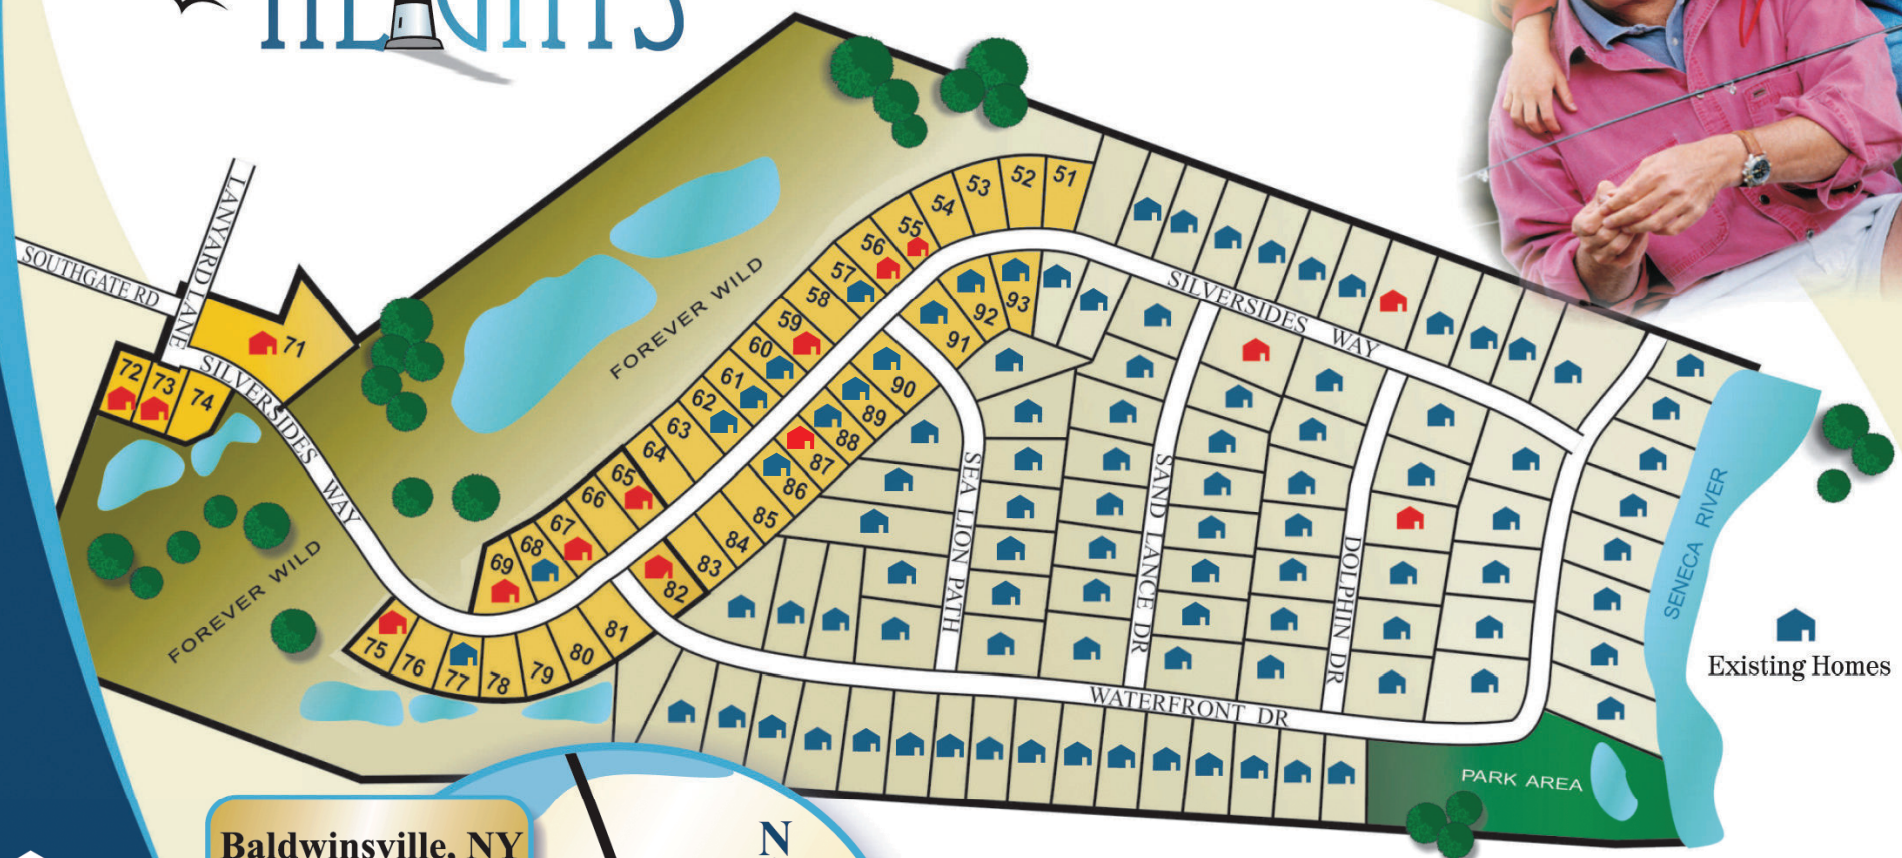 HEIGHTS
LANYARD LANE
SOUTHGATE RD
SILVERSIDES WAY
FOREVER WILD
FOREVER WILD
SILVERSIDES WAY
SEA LION PATH
SAND LANCE DR
DOLPHIN DR
WATERFRONT DR
SENECA RIVER
PARK AREA
51
52
53
54
55
56
57
58
59
60
61
62
63
64
65
66
67
68
69
71
72
73
74
75
76
77
78
79
80
81
82
83
84
85
86
87
88
89
90
91
92
93
Existing Homes
Baldwinsville, NY
N